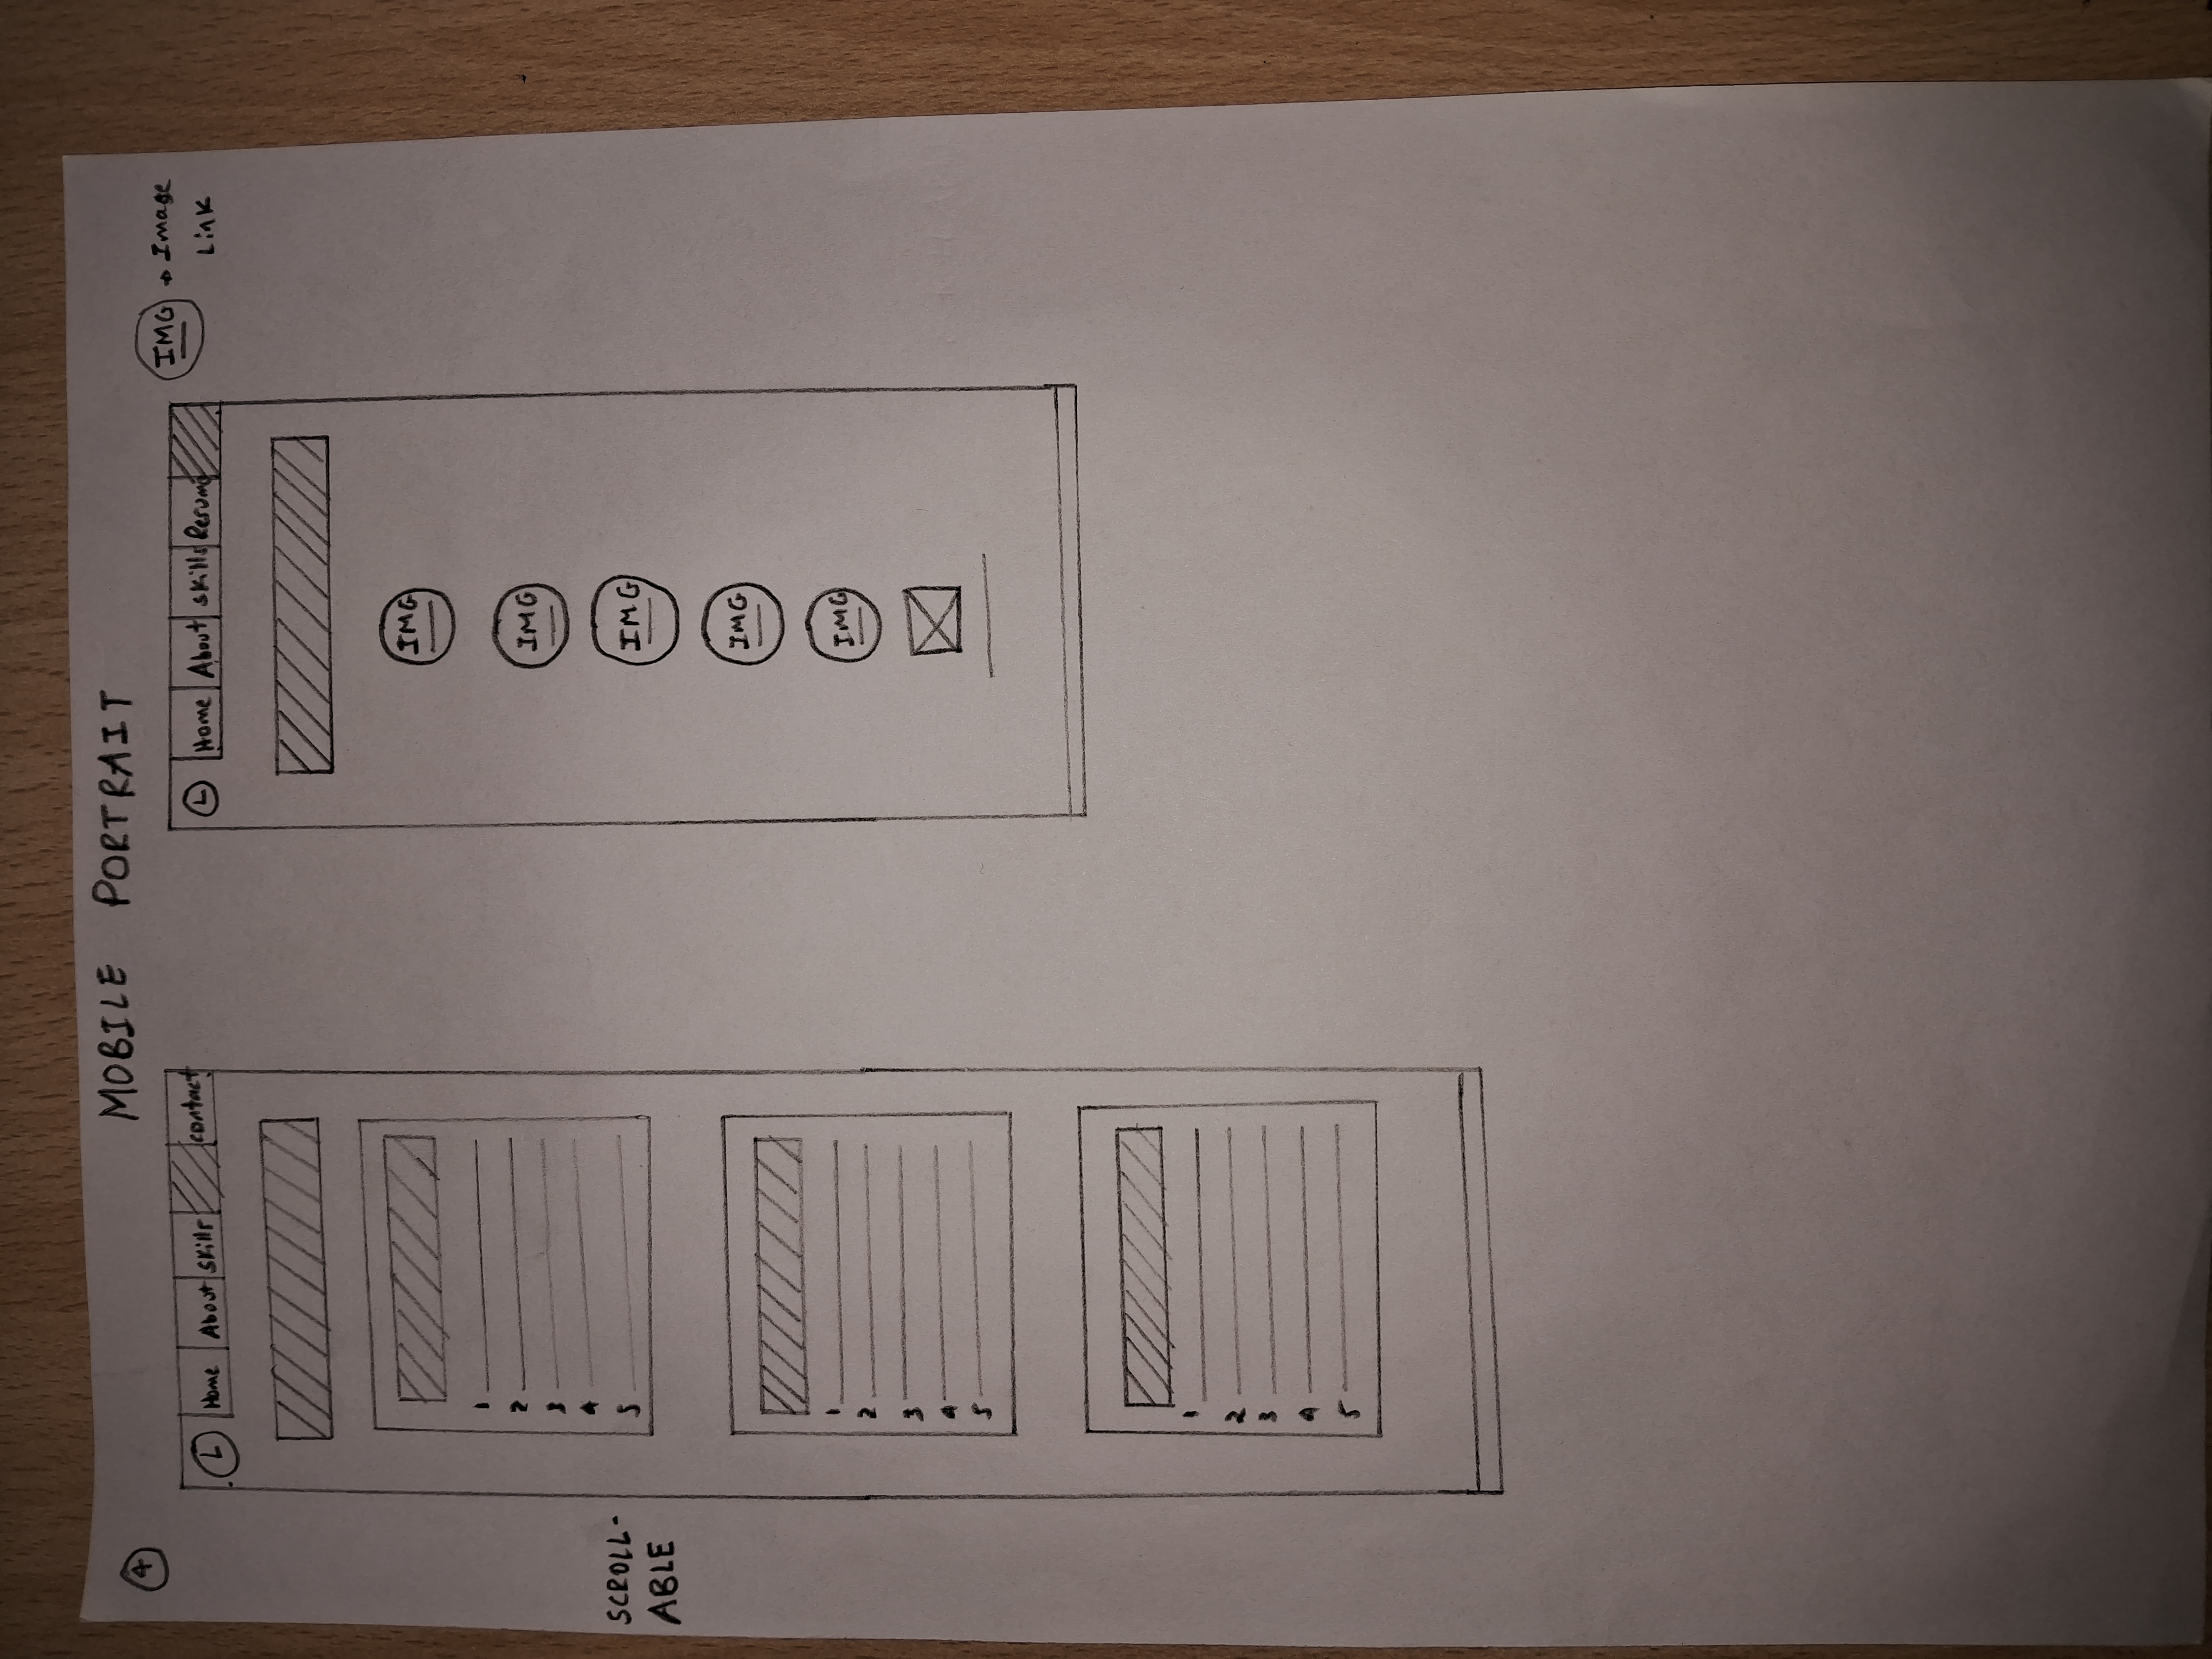 4
MOBILE PORTRAIT
IMG → Image
Link
L Home About Skills contact
1
2
3
4
5
1
2
3
4
5
1
2
3
4
5
SCROLL-
ABLE
L Home About Skills Resume
IMG
IMG
IMG
IMG
IMG